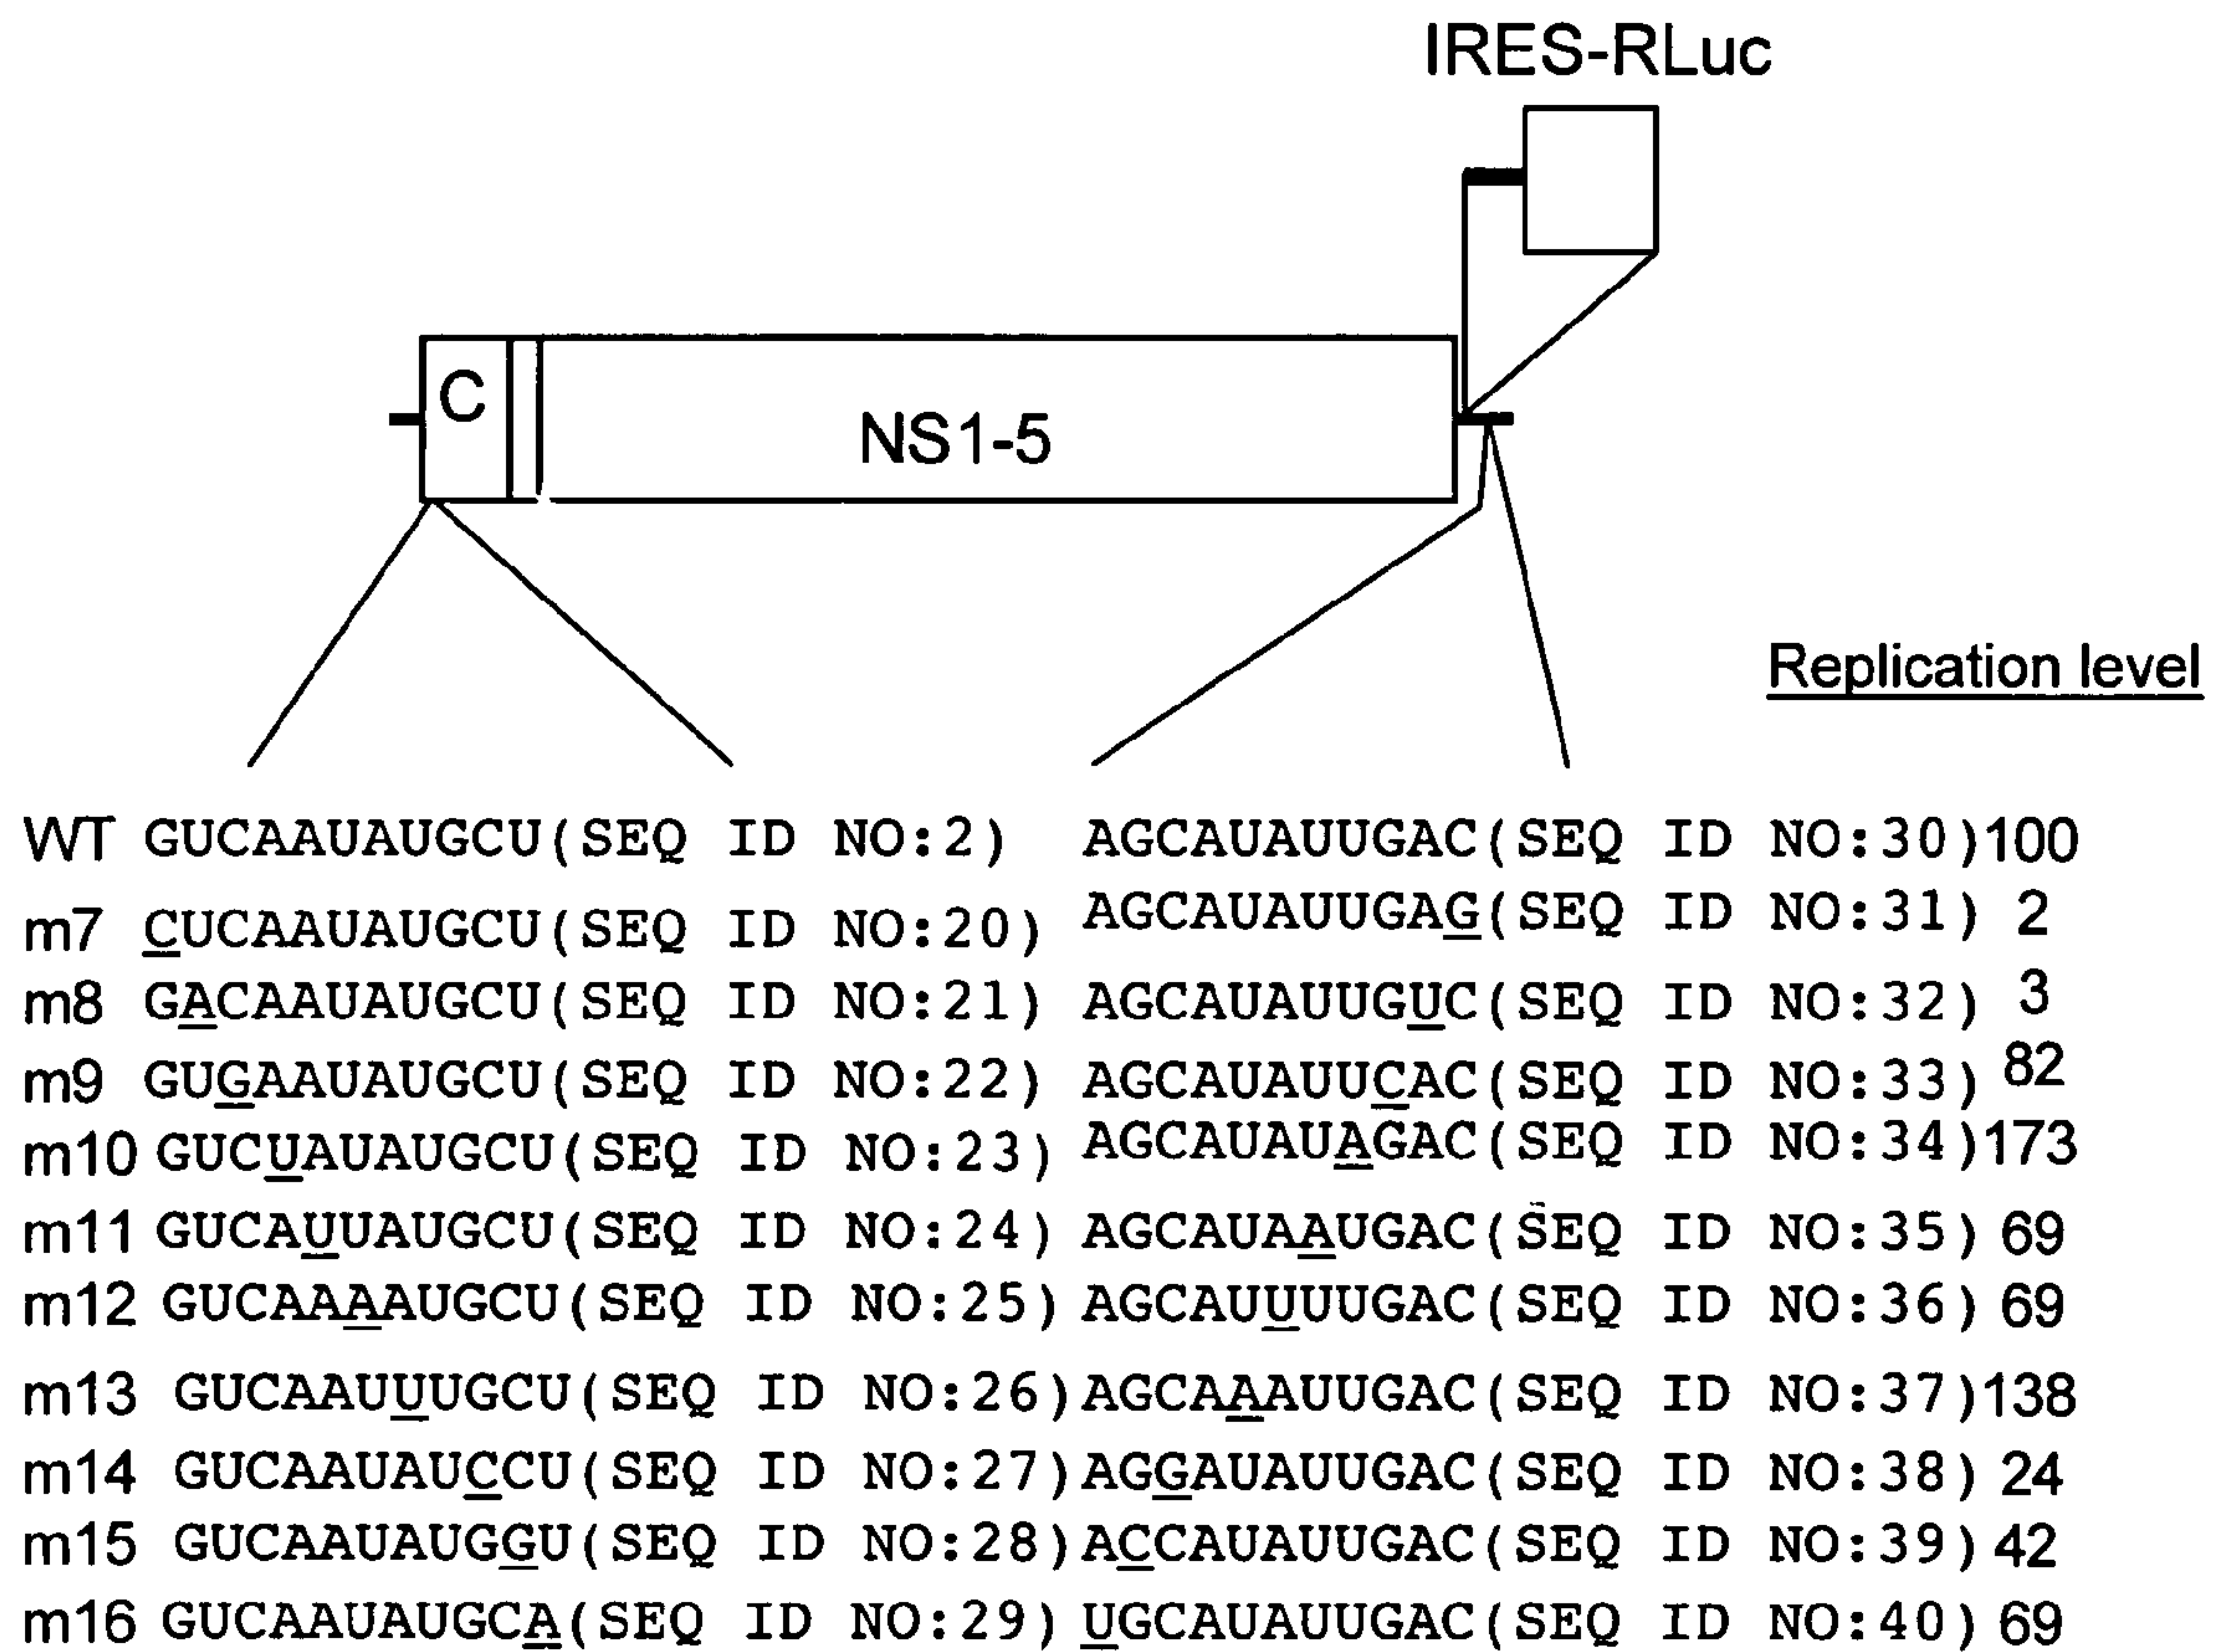 IRES-RLuc
C
NS1-5
Replication level
WT GUCAAUAUGCU(SEQ ID NO:2) AGCAUAUUGAC(SEQ ID NO:30)100
m7 CUCAAUAUGCU(SEQ ID NO:20) AGCAUAUUGAG(SEQ ID NO:31) 2
m8 GACAAUAUGCU(SEQ ID NO:21) AGCAUAUUGUC(SEQ ID NO:32) 3
m9 GUGAAUAUGCU(SEQ ID NO:22) AGCAUAUUCAC(SEQ ID NO:33) 82
m10 GUCUAUAUGCU(SEQ ID NO:23) AGCAUAUAGAC(SEQ ID NO:34)173
m11 GUCAUUAUGCU(SEQ ID NO:24) AGCAUAAUGAC(SEQ ID NO:35) 69
m12 GUCAAAAUGCU(SEQ ID NO:25) AGCAUUUUGAC(SEQ ID NO:36) 69
m13 GUCAAUUUGCU(SEQ ID NO:26)AGCAAAUUGAC(SEQ ID NO:37)138
m14 GUCAAUAUCCU(SEQ ID NO:27)AGGAUAUUGAC(SEQ ID NO:38) 24
m15 GUCAAUAUGGU(SEQ ID NO:28)ACCAUAUUGAC(SEQ ID NO:39) 42
m16 GUCAAUAUGCA(SEQ ID NO:29) UGCAUAUUGAC(SEQ ID NO:40) 69